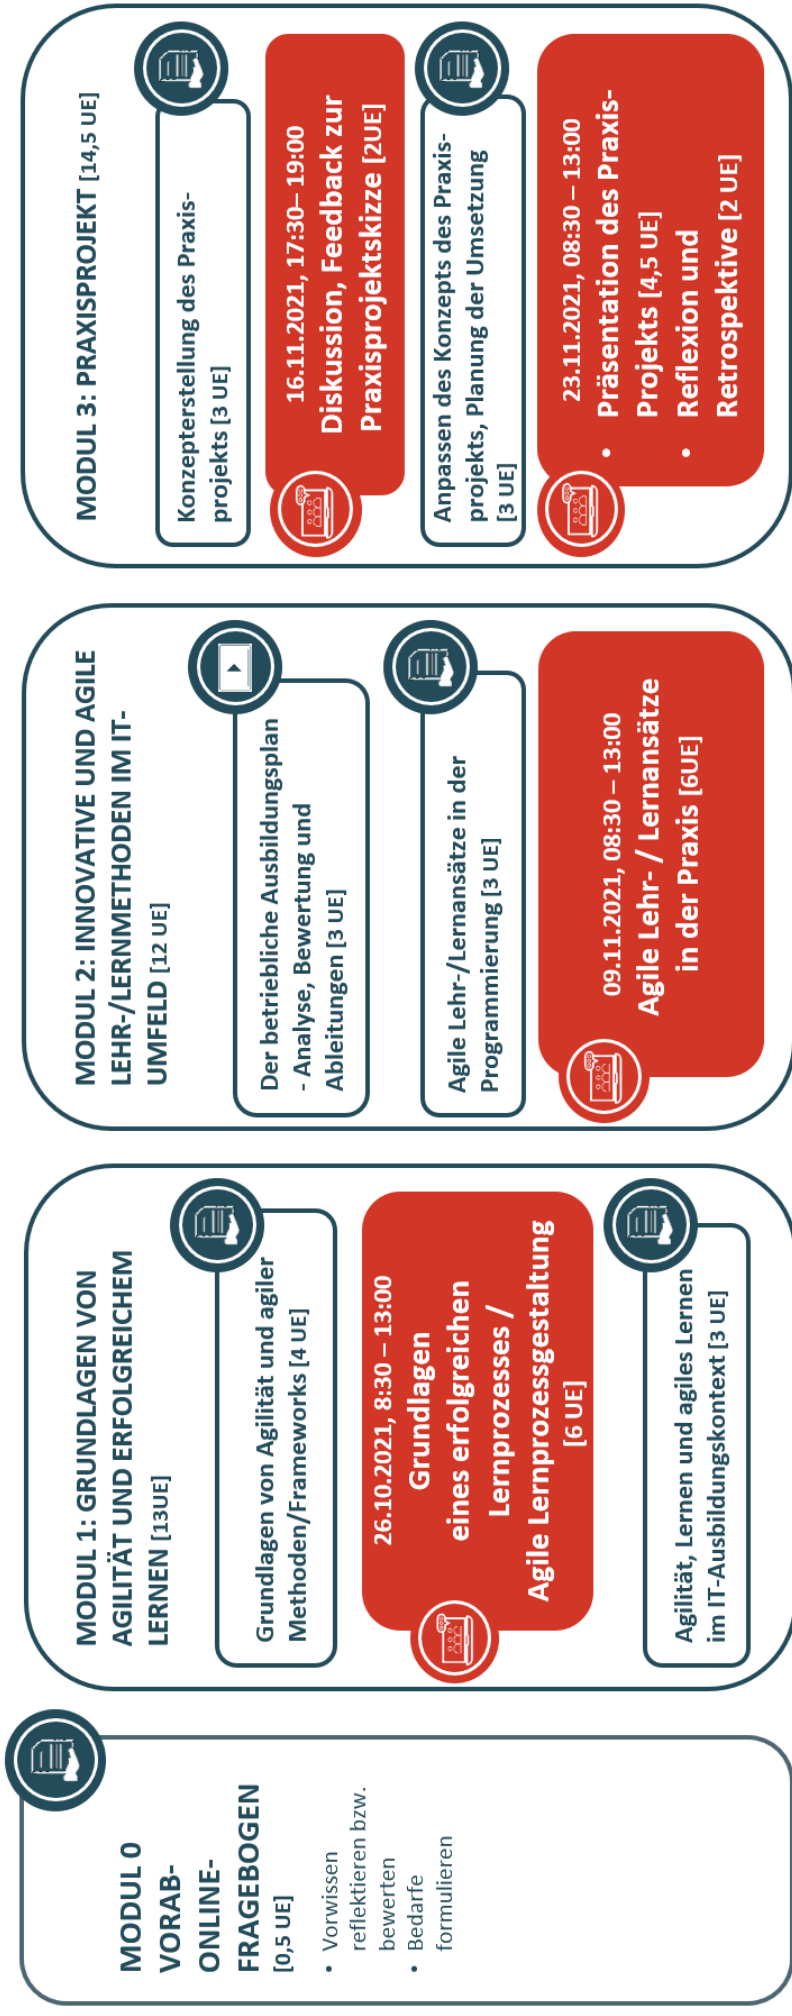 MODUL 0
VORAB-
ONLINE-
FRAGEBOGEN
[0,5 UE]
• Vorwissen
reflektieren bzw.
bewerten
• Bedarfe
formulieren
MODUL 1: GRUNDLAGEN VON
AGILITÄT UND ERFOLGREICHEM
LERNEN [13UE]
Grundlagen von Agilität und agiler
Methoden/Frameworks [4 UE]
26.10.2021, 8:30 – 13:00
Grundlagen
eines erfolgreichen
Lernprozesses /
Agile Lernprozessgestaltung
[6 UE]
Agilität, Lernen und agiles Lernen
im IT-Ausbildungskontext [3 UE]
MODUL 2: INNOVATIVE UND AGILE
LEHR-/LERNMETHODEN IM IT-
UMFELD [12 UE]
Der betriebliche Ausbildungsplan
- Analyse, Bewertung und
Ableitungen [3 UE]
Agile Lehr-/Lernansätze in der
Programmierung [3 UE]
09.11.2021, 08:30 – 13:00
Agile Lehr- / Lernansätze
in der Praxis [6UE]
MODUL 3: PRAXISPROJEKT [14,5 UE]
Konzepterstellung des Praxis-
projekts [3 UE]
16.11.2021, 17:30– 19:00
Diskussion, Feedback zur
Praxisprojektskizze [2UE]
Anpassen des Konzepts des Praxis-
projekts, Planung der Umsetzung
[3 UE]
23.11.2021, 08:30 – 13:00
• Präsentation des Praxis-
Projekts [4,5 UE]
• Reflexion und
Retrospektive [2 UE]